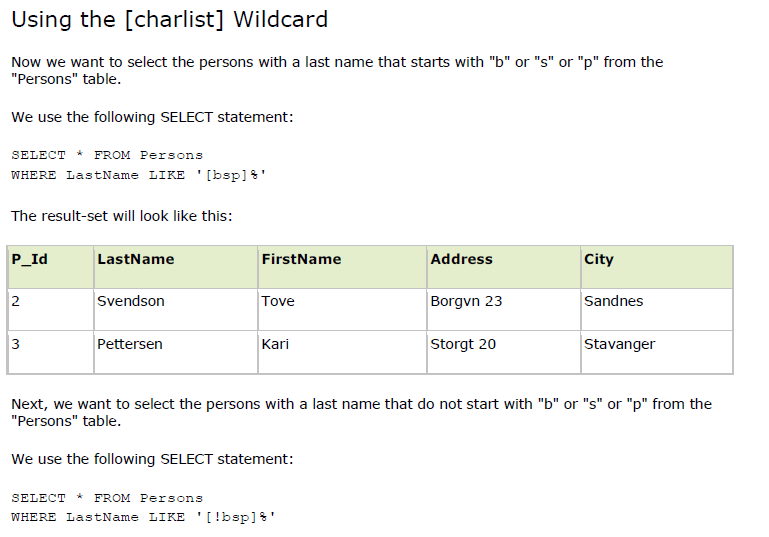 Using the [charlist] Wildcard
Now we want to select the persons with a last name that starts with "b" or "s" or "p" from the
"Persons" table.
We use the following SELECT statement:
SELECT * FROM Persons
WHERE LastName LIKE '[bsp]%'
The result-set will look like this:
P_Id LastName FirstName Address City
2 Svendson Tove Borgvn 23 Sandnes
3 Pettersen Kari Storgt 20 Stavanger
Next, we want to select the persons with a last name that do not start with "b" or "s" or "p" from the
"Persons" table.
We use the following SELECT statement:
SELECT * FROM Persons
WHERE LastName LIKE '[!bsp]%'